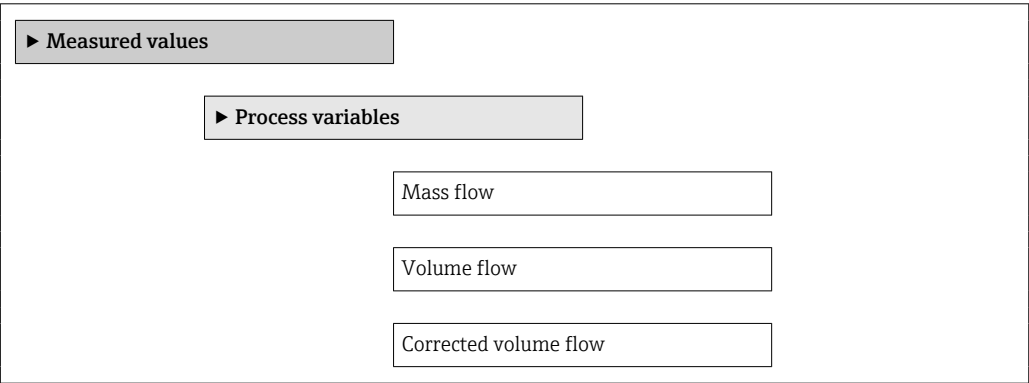 ▶ Measured values
▶ Process variables
Mass flow
Volume flow
Corrected volume flow